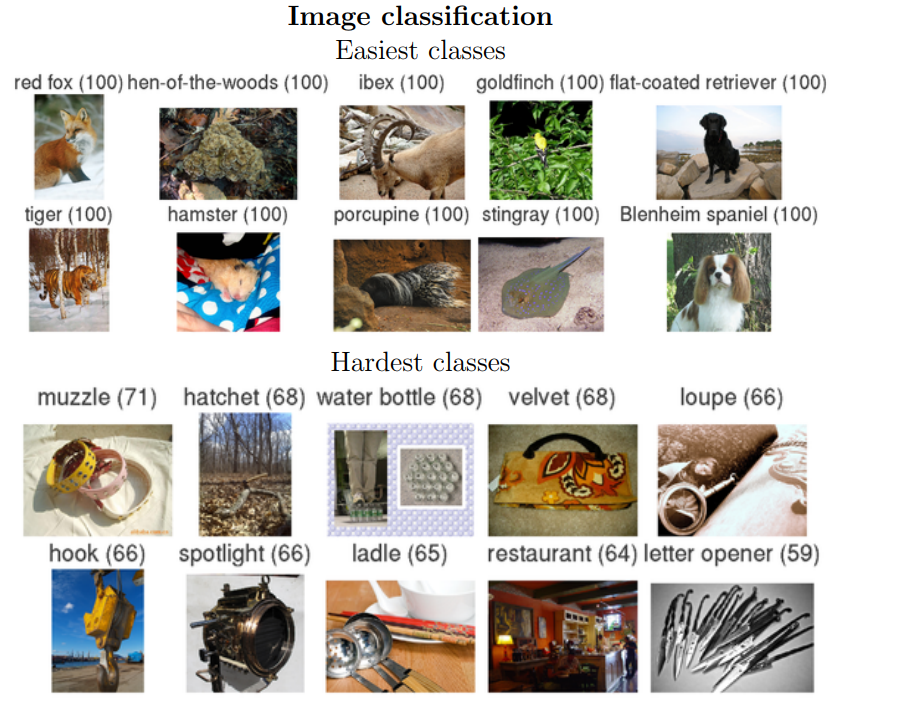 Image classification
Easiest classes
red fox (100) hen-of-the-woods (100) ibex (100) goldfinch (100) flat-coated retriever (100)
tiger (100) hamster (100) porcupine (100) stingray (100) Blenheim spaniel (100)
Hardest classes
muzzle (71) hatchet (68) water bottle (68) velvet (68) loupe (66)
hook (66) spotlight (66) ladle (65) restaurant (64) letter opener (59)